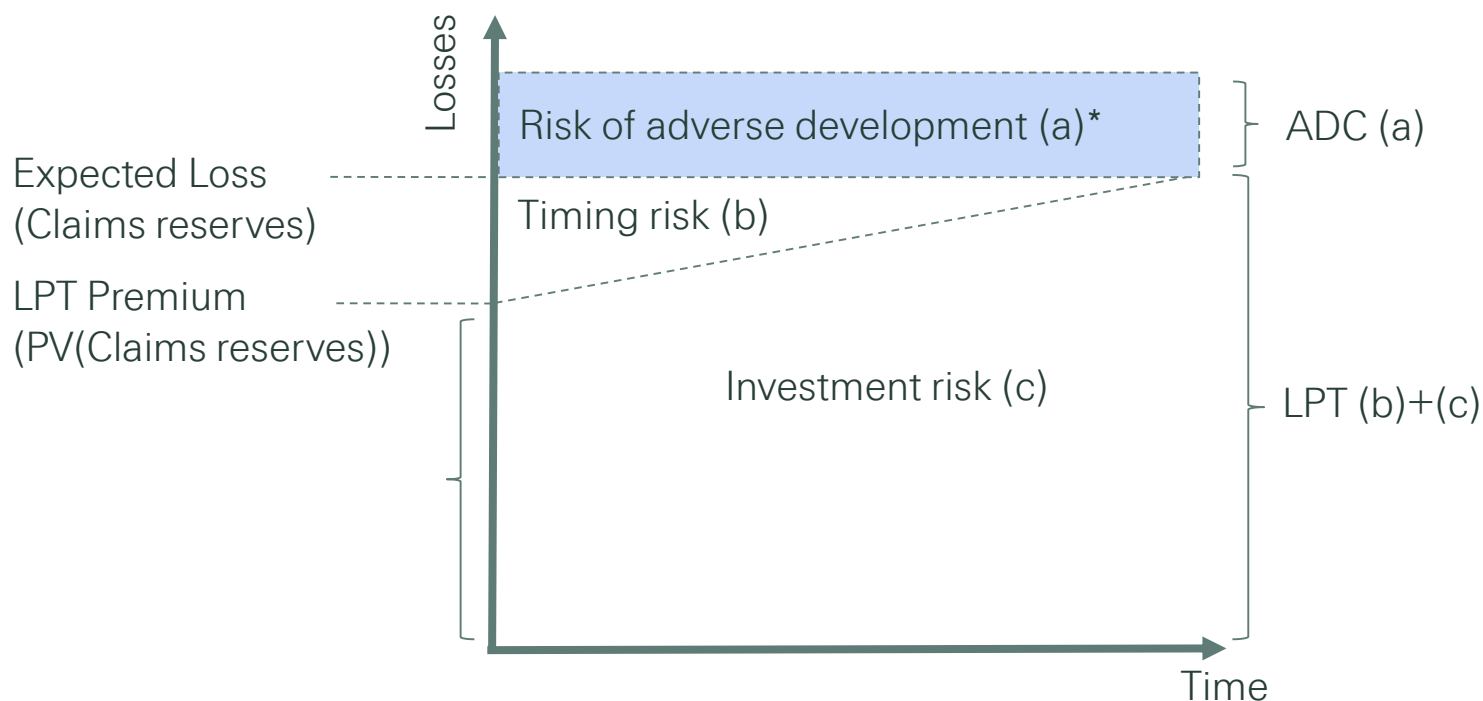 Losses
Risk of adverse development (a)*
ADC (a)
Expected Loss
(Claims reserves)
Timing risk (b)
LPT Premium
(PV(Claims reserves))
Investment risk (c)
LPT (b)+(c)
Time